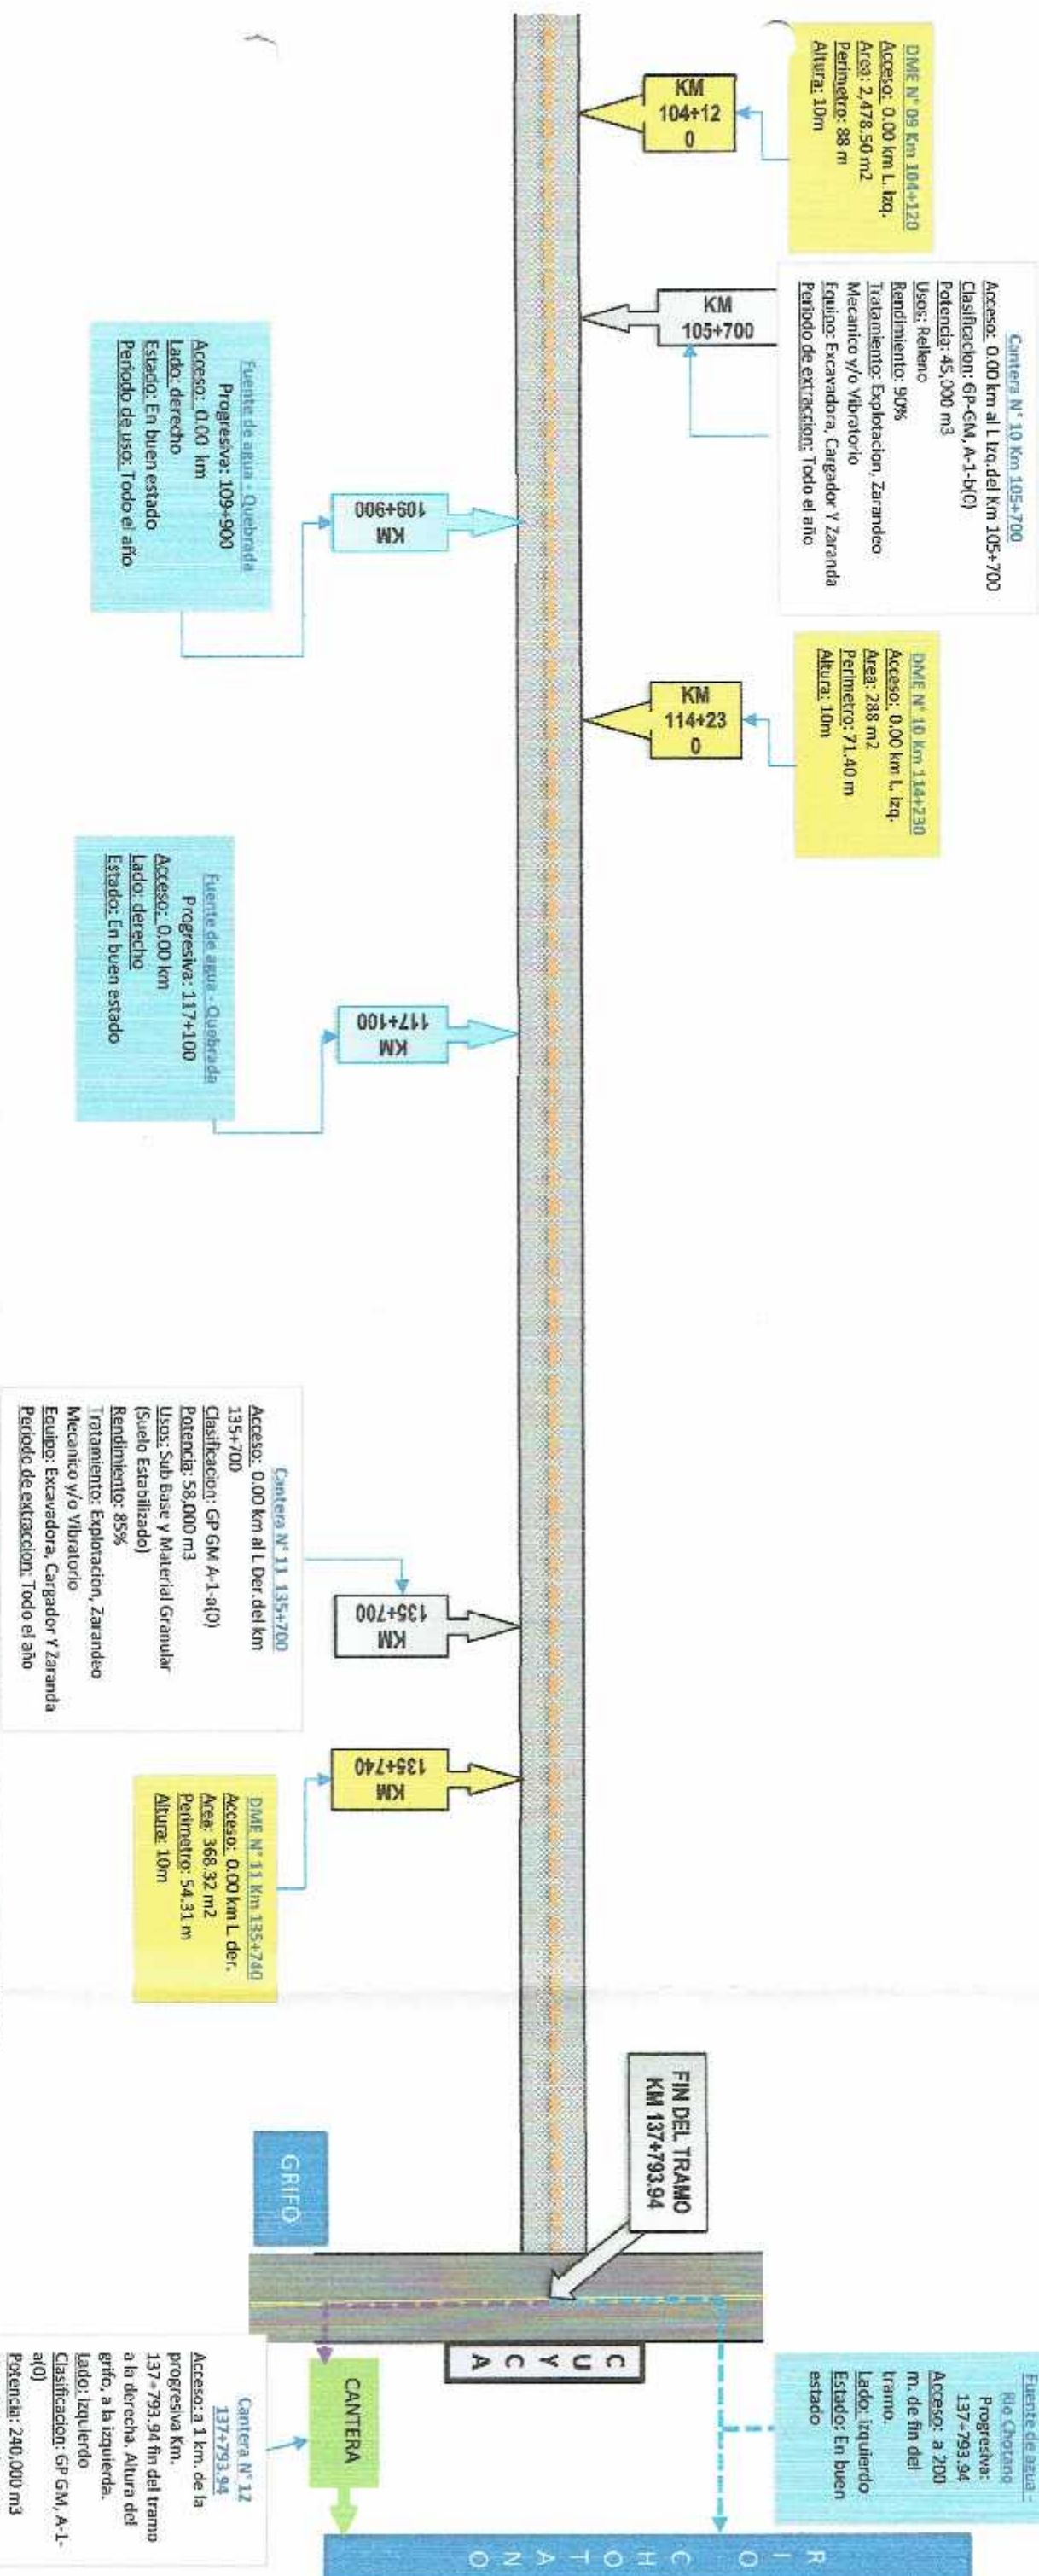 DME N° 09 Km 104+120
Acceso: 0.00 km L. Izq.
Area: 2,478.50 m2
Perimetro: 88 m
Altura: 10m
KM
104+12
0
Cantera N° 10 Km 105+700
Acceso: 0.00 km al L Izq.del Km 105+700
Clasificacion: GP-GM, A-1-b(0)
Potencia: 45,000 m3
Usos: Relleno
Rendimiento: 90%
Tratamiento: Explotacion, Zarandeo
Mecanico y/o Vibratorio
Equipo: Excavadora, Cargador Y Zaranda
Periodo de extraccion: Todo el año
KM
105+700
DME N° 10 Km 114+230
Acceso: 0.00 km L. izq.
Area: 288 m2
Perimetro: 71.40 m
Altura: 10m
KM
114+23
0
KM
109+900
Fuente de agua - Quebrada
Progresiva: 109+900
Acceso: 0.00 km
Lado: derecho
Estado: En buen estado
Periodo de uso: Todo el año
KM
117+100
Fuente de agua - Quebrada
Progresiva: 117+100
Acceso: 0.00 km
Lado: derecho
Estado: En buen estado
KM
135+700
Cantera N° 11 135+700
Acceso: 0.00 km al L Der.del km
135+700
Clasificacion: GP GM A-1-a(0)
Potencia: 58,000 m3
Usos: Sub Base y Material Granular
(Suelo Estabilizado)
Rendimiento: 85%
Tratamiento: Explotacion, Zarandeo
Mecanico y/o Vibratorio
Equipo: Excavadora, Cargador Y Zaranda
Periodo de extraccion: Todo el año
KM
135+740
DME N° 11 Km 135+740
Acceso: 0.00 km L. der.
Area: 368.32 m2
Perimetro: 54.31 m
Altura: 10m
FIN DEL TRAMO
KM 137+793.94
GRIFO
CUYCA
Fuente de agua -
Rio Chotano
Progresiva:
137+793.94
Acceso: a 200
m. de fin del
tramo.
Lado: izquierdo
Estado: En buen
estado
CANTERA
RIO CHOTANO
Cantera N° 12
137+793.94
Acceso: a 1 km. de la
progresiva Km.
137+793.94 fin del tramo
a la derecha. Altura del
grifo, a la izquierda.
Lado: izquierdo
Clasificacion: GP GM, A-1-
a(0)
Potencia: 240,000 m3